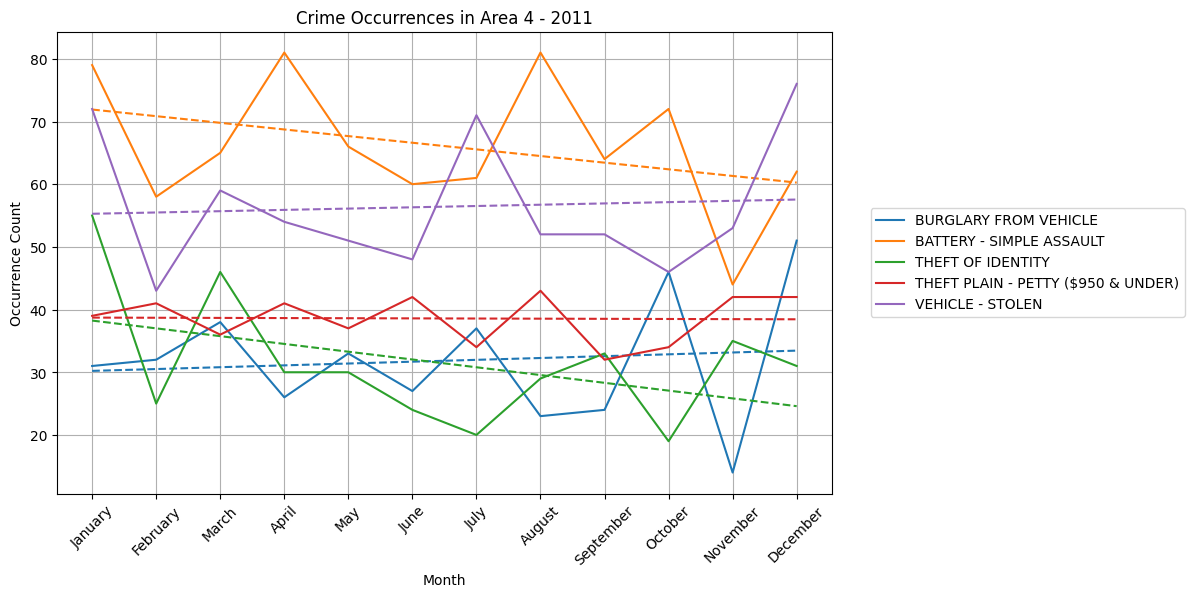 Crime Occurrences in Area 4 - 2011
Occurrence Count
80
70
60
50
40
30
20
January
February
March
April
May
June
July
August
September
October
November
December
Month
BURGLARY FROM VEHICLE
BATTERY - SIMPLE ASSAULT
THEFT OF IDENTITY
THEFT PLAIN - PETTY ($950 & UNDER)
VEHICLE - STOLEN